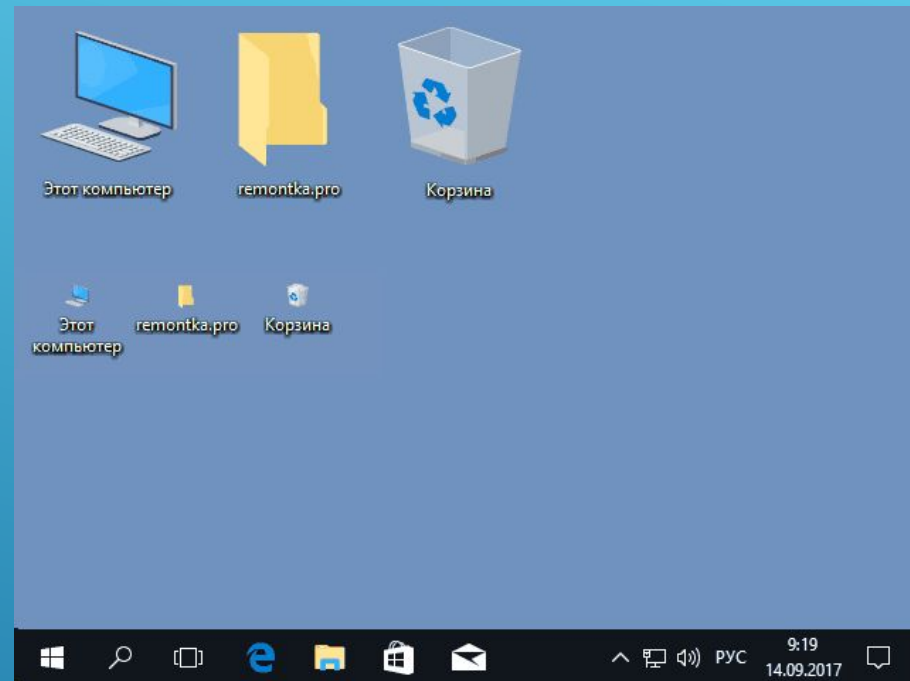 Этот компьютер
remontka.pro
Корзина
Этот
компьютер
remontka.pro
Корзина
РУС
9:19
14.09.2017